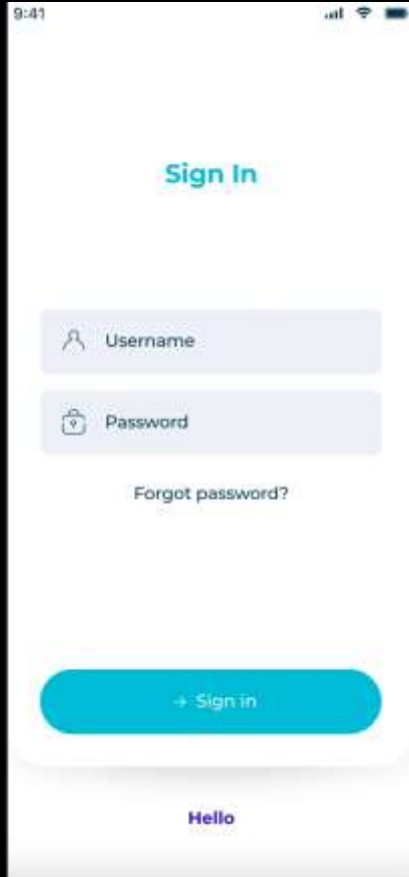 9:41
Sign In
Username
Password
Forgot password?
→ Sign in
Hello